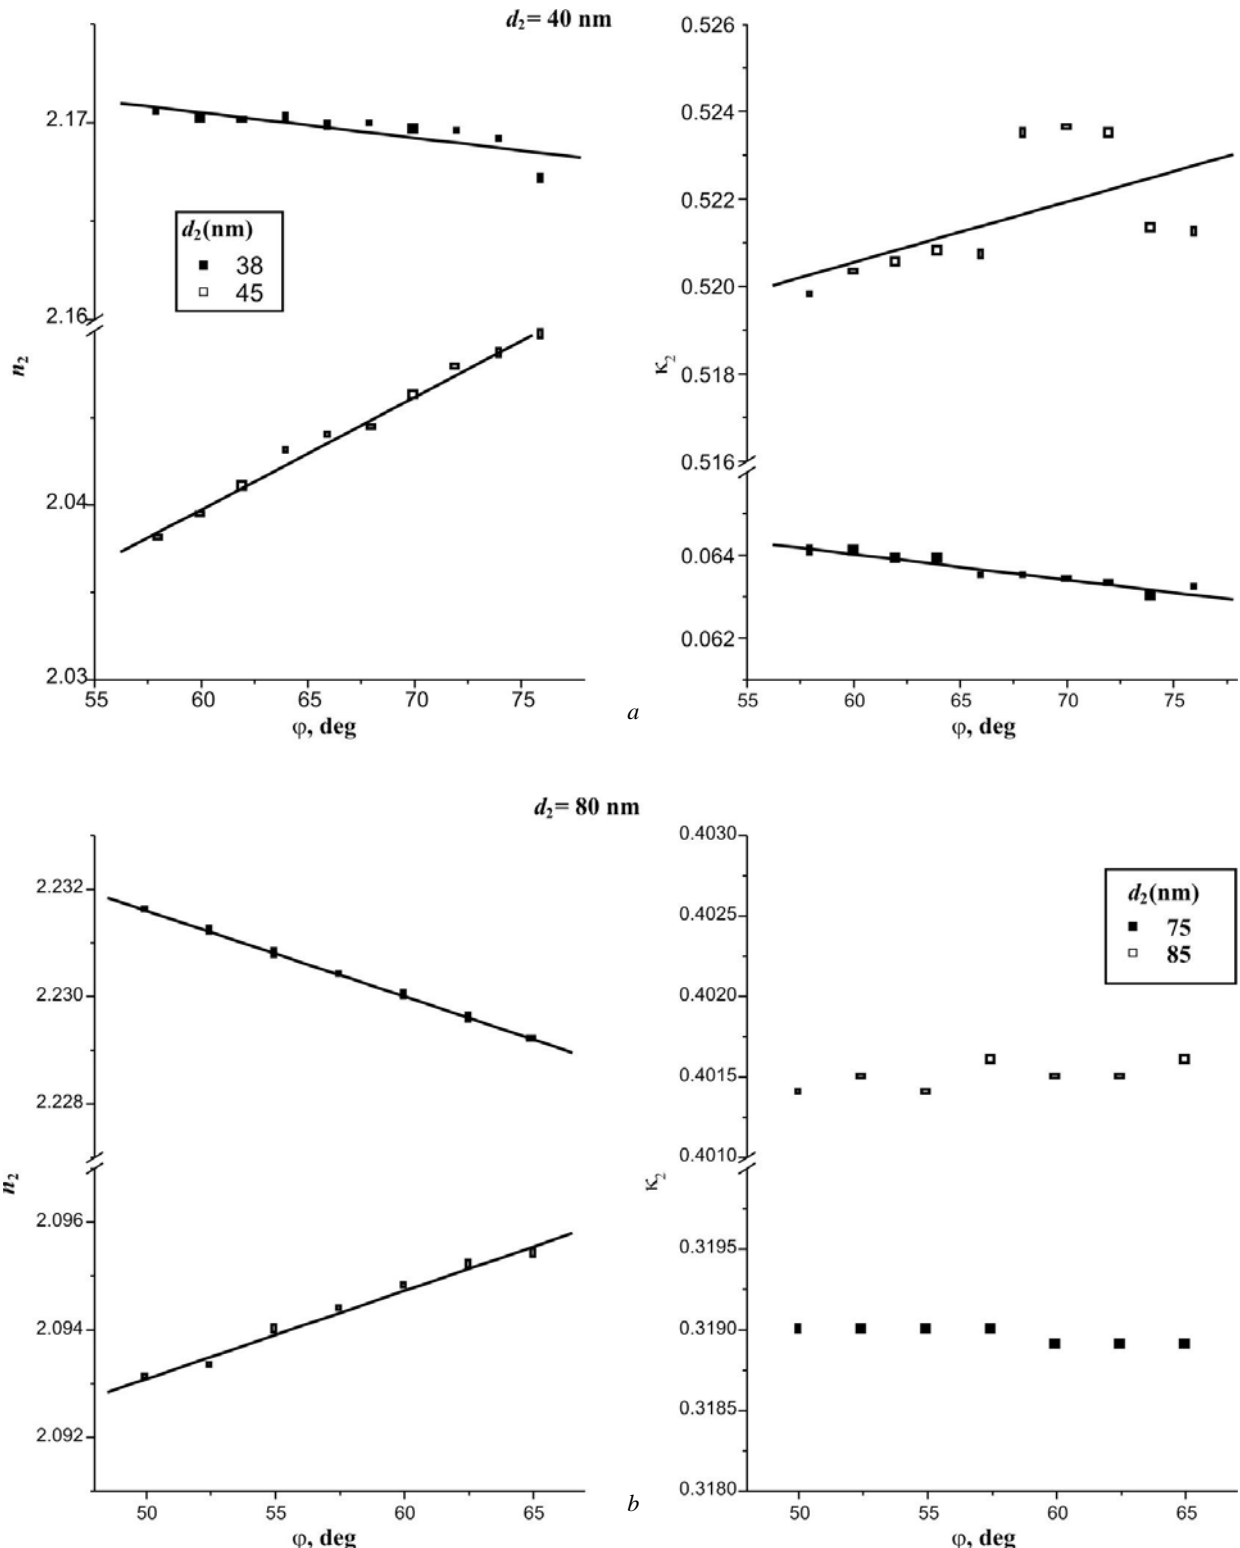 d₂= 40 nm
2.17
2.16
2.04
2.03
n₂
d₂(nm)
38
45
55 60 65 70 75
φ, deg
0.526
0.524
0.522
0.520
0.518
0.516
0.064
0.062
κ₂
55 60 65 70 75
φ, deg
a
d₂= 80 nm
2.232
2.230
2.228
2.096
2.094
2.092
n₂
50 55 60 65
φ, deg
0.4030
0.4025
0.4020
0.4015
0.4010
0.3195
0.3190
0.3185
0.3180
κ₂
d₂(nm)
75
85
50 55 60 65
φ, deg
b